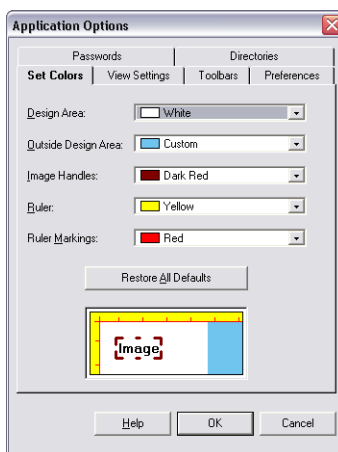 Application Options
Passwords Directories
Set Colors View Settings Toolbars Preferences
Design Area: White
Outside Design Area: Custom
Image Handles: Dark Red
Ruler: Yellow
Ruler Markings: Red
Restore All Defaults
Image
Help OK Cancel